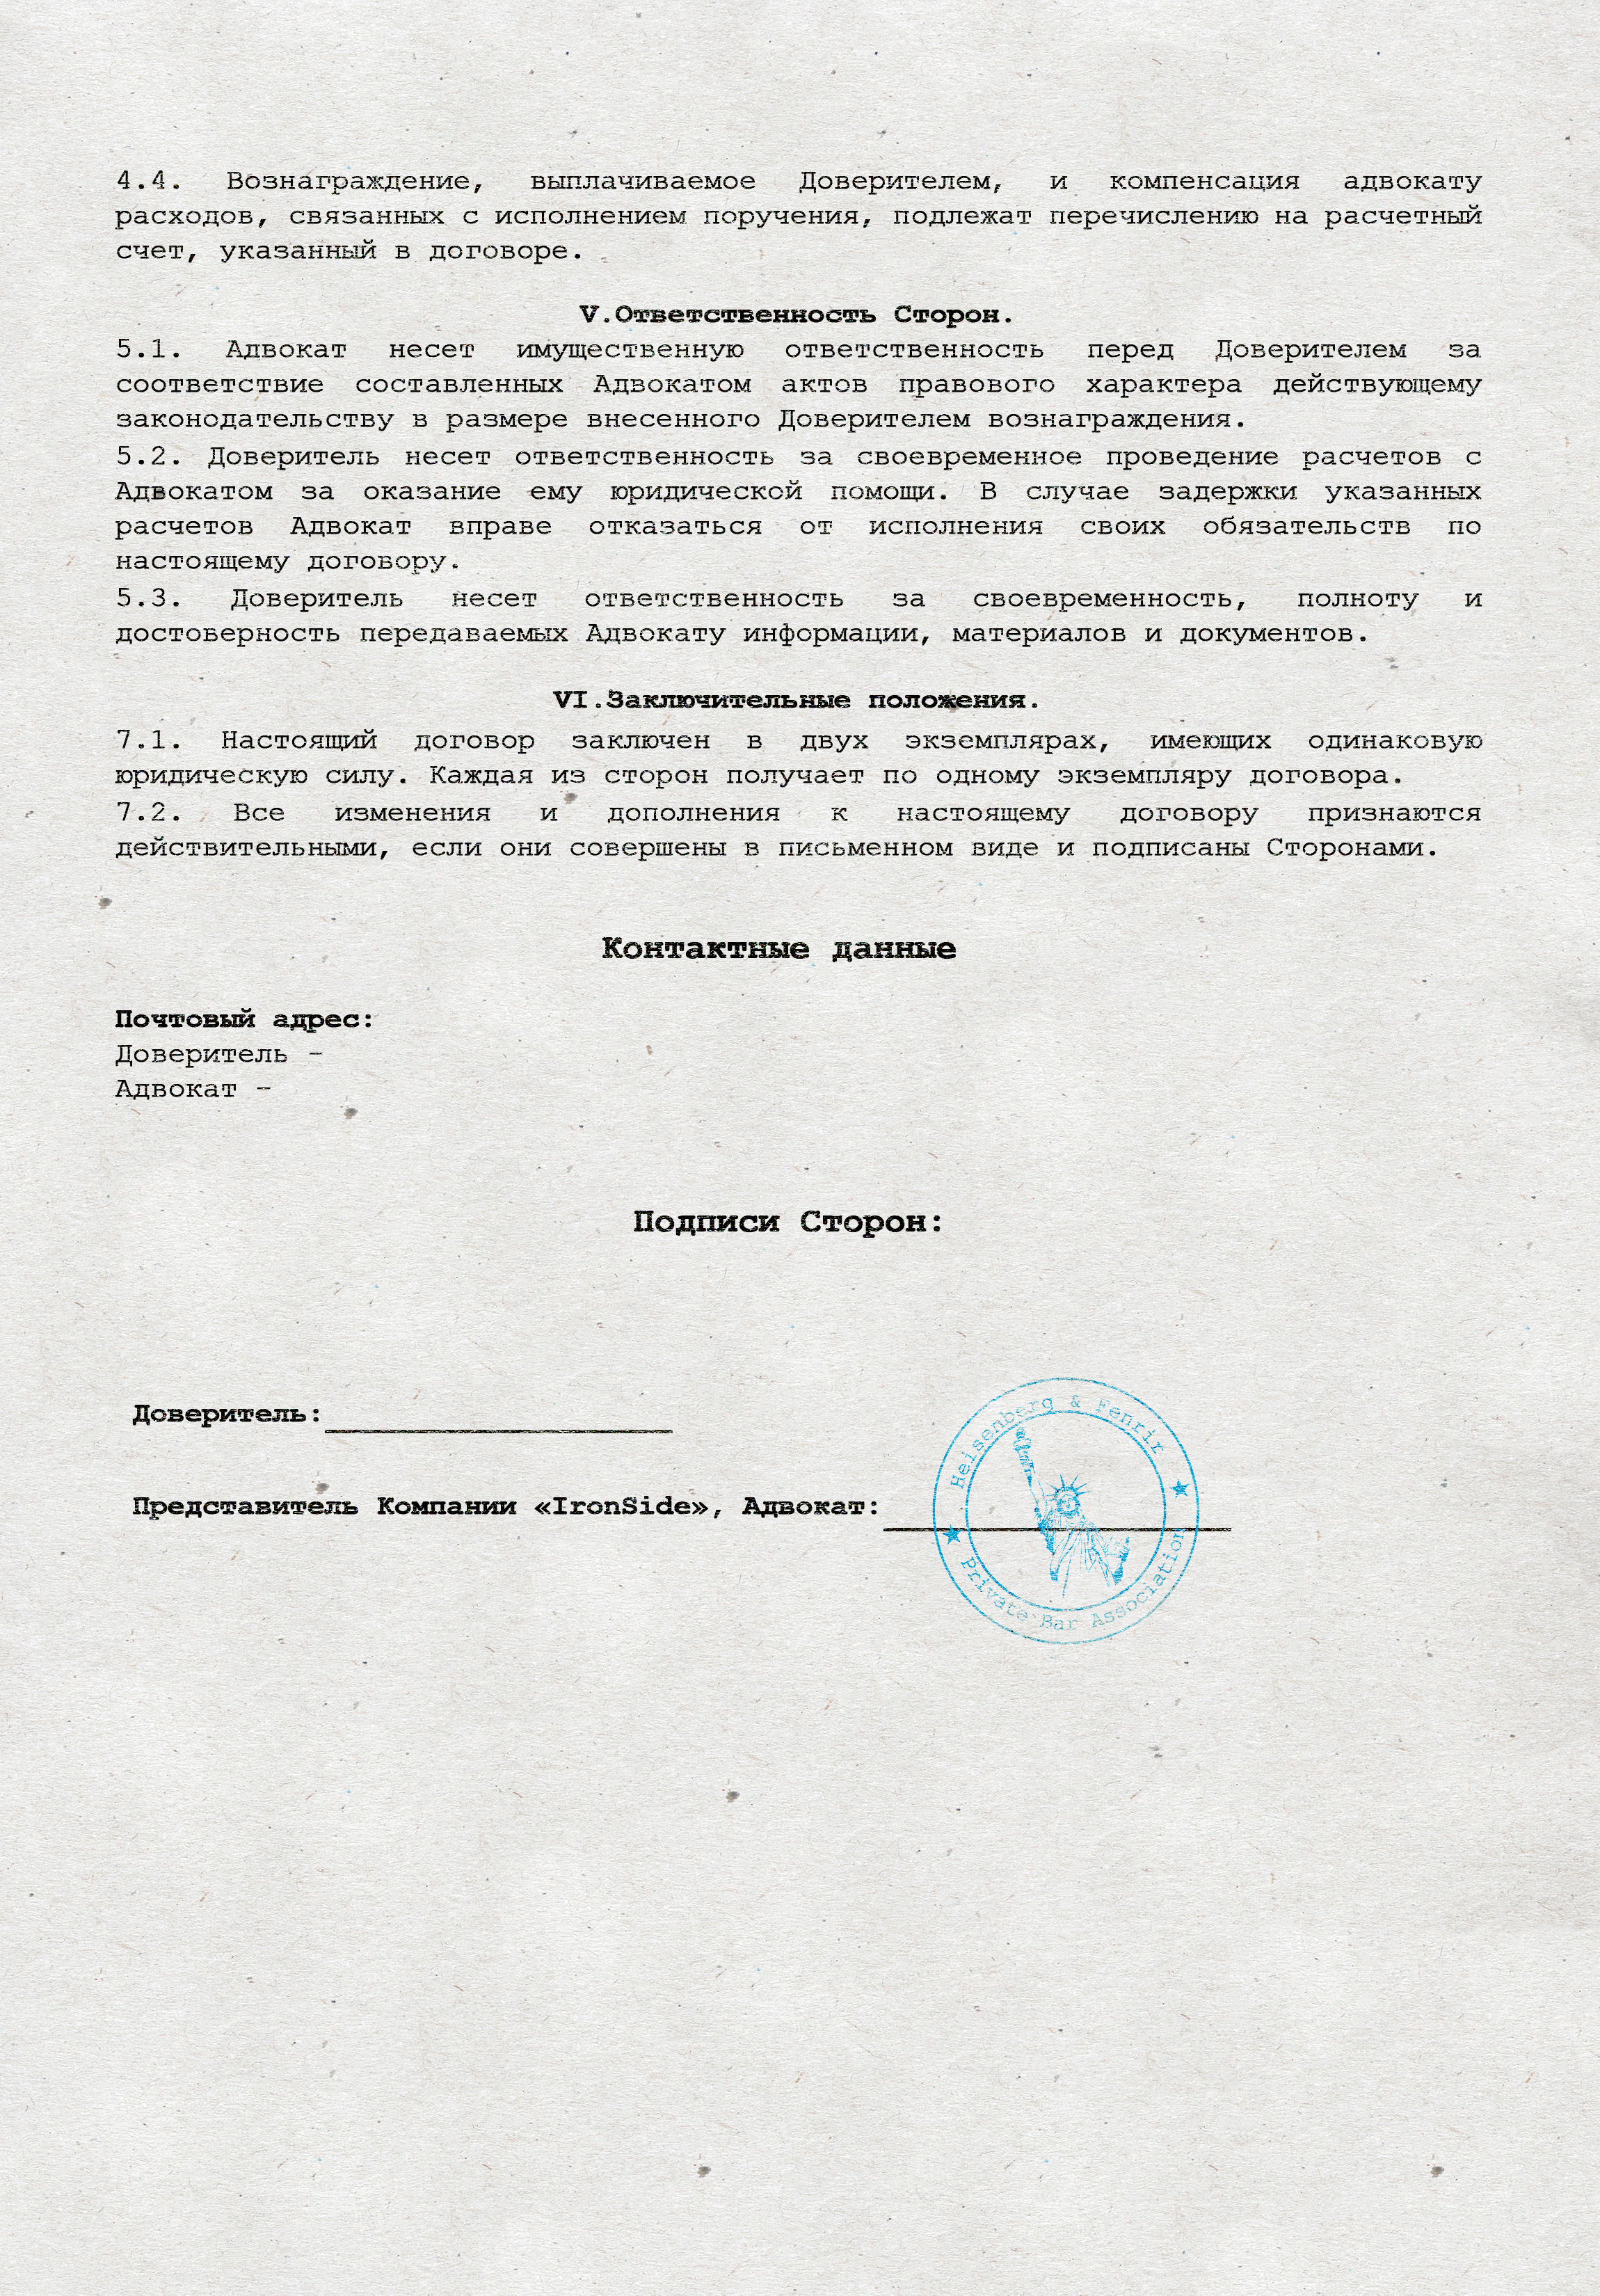 4.4. Вознаграждение, выплачиваемое Доверителем, и компенсация адвокату
расходов, связанных с исполнением поручения, подлежат перечислению на расчетный
счет, указанный в договоре.
V.Ответственность Сторон.
5.1. Адвокат несет имущественную ответственность перед Доверителем за
соответствие составленных Адвокатом актов правового характера действующему
законодательству в размере внесенного Доверителем вознаграждения.
5.2. Доверитель несет ответственность за своевременное проведение расчетов с
Адвокатом за оказание ему юридической помощи. В случае задержки указанных
расчетов Адвокат вправе отказаться от исполнения своих обязательств по
настоящему договору.
5.3. Доверитель несет ответственность за своевременность, полноту и
достоверность передаваемых Адвокату информации, материалов и документов.
VI.Заключительные положения.
7.1. Настоящий договор заключен в двух экземплярах, имеющих одинаковую
юридическую силу. Каждая из сторон получает по одному экземпляру договора.
7.2. Все изменения и дополнения к настоящему договору признаются
действительными, если они совершены в письменном виде и подписаны Сторонами.
Контактные данные
Почтовый адрес:
Доверитель –
Адвокат –
Подписи Сторон:
Доверитель:
Представитель Компании «IronSide», Адвокат:
Heisenberg & Fenrir
Private Bar Association